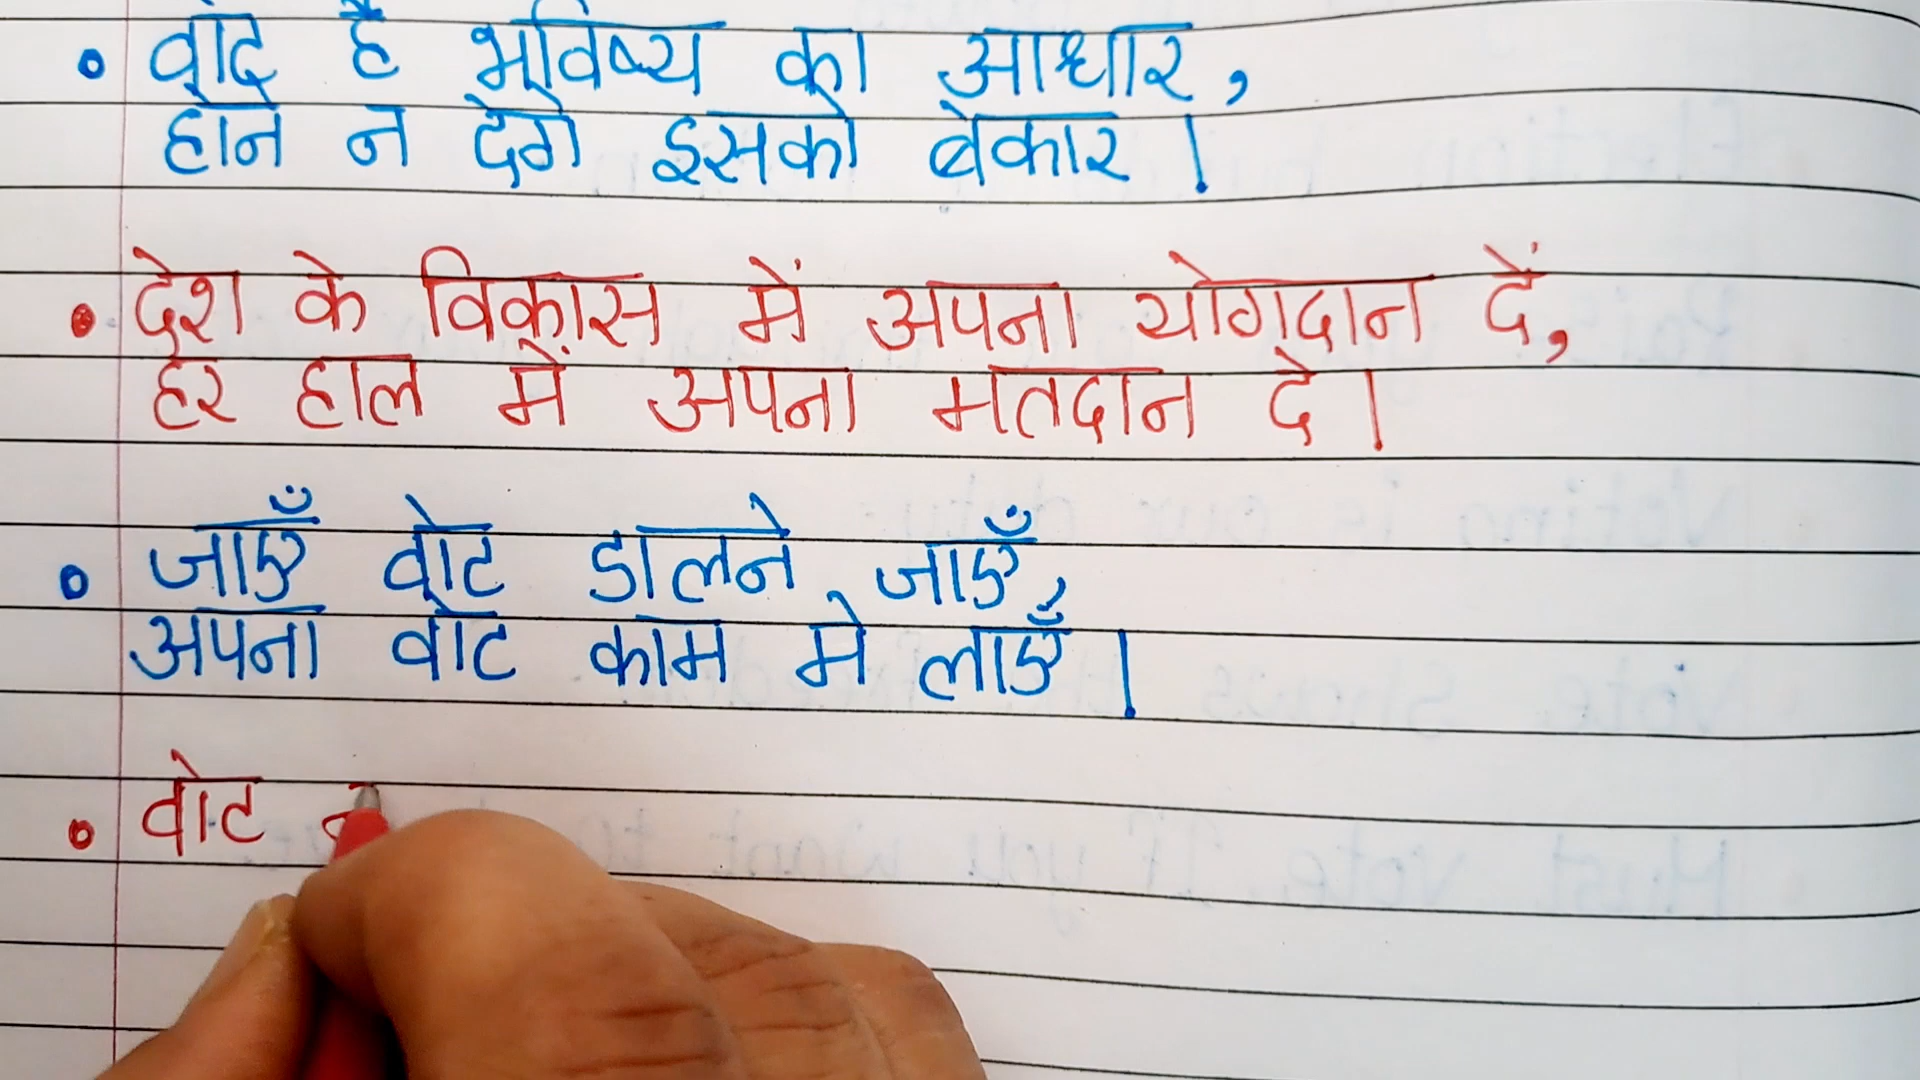 • वोट है भविष्य का आधार,
होने न देंगे इसको बेकार।
• देश के विकास में अपना योगदान दें,
हर हाल में अपना मतदान दे।
• जाएँ वोट डालने जाएँ,
अपना वोट काम मे लाएँ।
• वोट